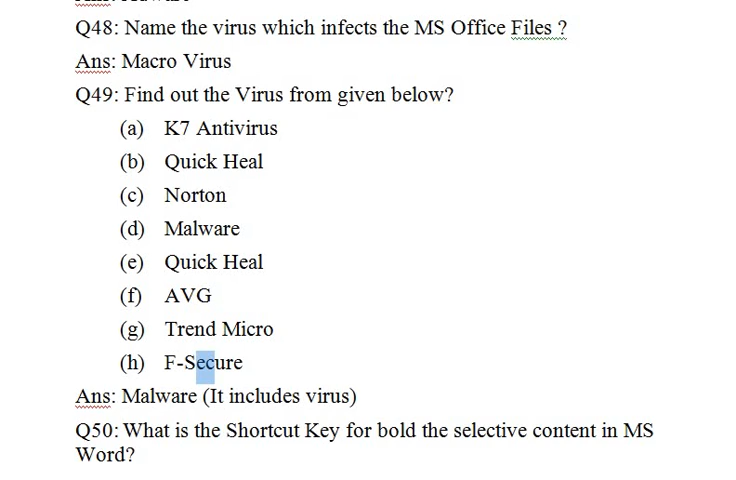 Q48: Name the virus which infects the MS Office Files ?
Ans: Macro Virus
Q49: Find out the Virus from given below?
(a) K7 Antivirus
(b) Quick Heal
(c) Norton
(d) Malware
(e) Quick Heal
(f) AVG
(g) Trend Micro
(h) F-Secure
Ans: Malware (It includes virus)
Q50: What is the Shortcut Key for bold the selective content in MS
Word?